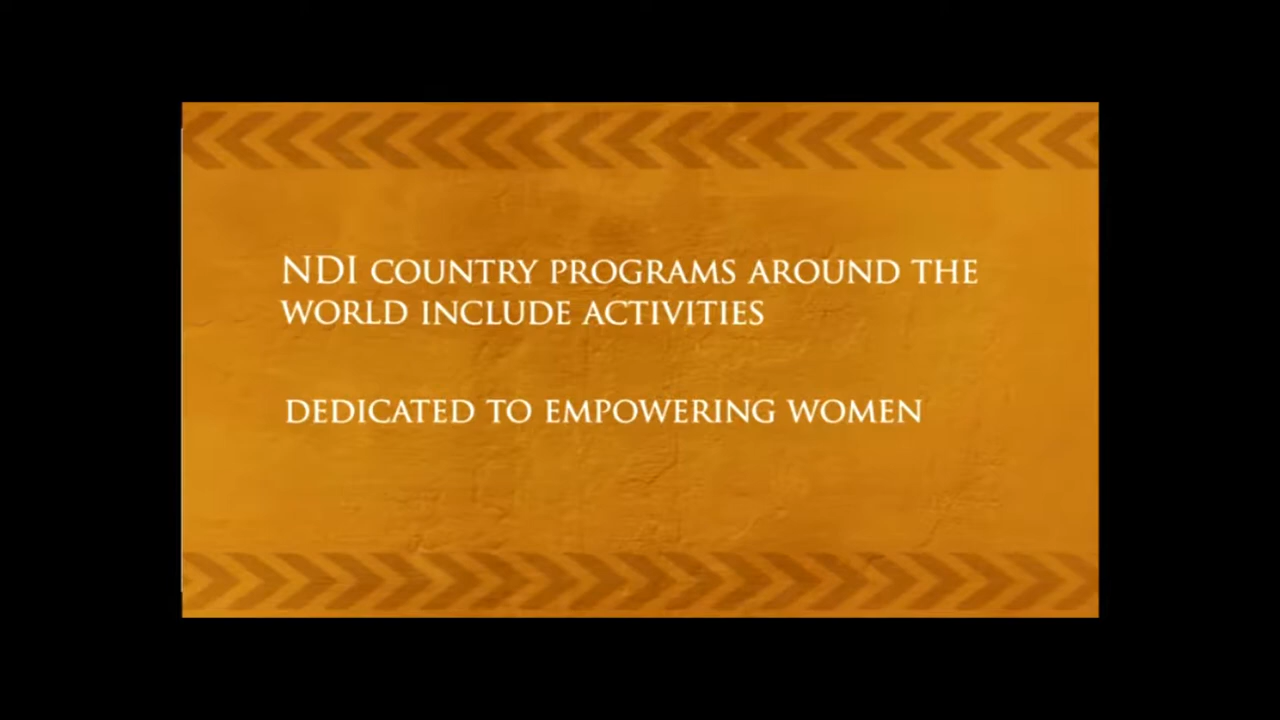 NDI COUNTRY PROGRAMS AROUND THE
WORLD INCLUDE ACTIVITIES
DEDICATED TO EMPOWERING WOMEN